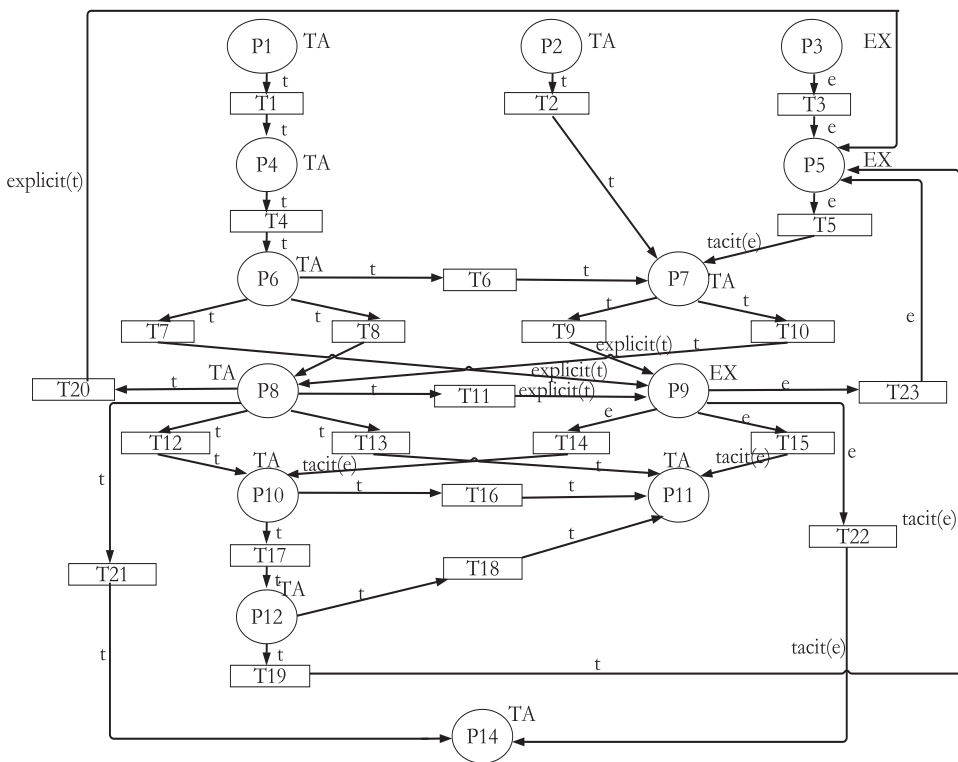 P1 TA P2 TA P3 EX
t t e
T1 T2 T3
t e
P4 TA P5 EX
explicit(t) t t e
T4 T5
t tacit(e)
P6 TA t T6 t P7 TA
t t t t e
T7 T8 T9 T10
explicit(t) t
explicit(t)
TA P8 P9 EX
T20 t t T11 explicit(t) e T23
t t e e
T12 T13 T14 T15
t t TA tacit(e) t TA tacit(e) e
P10 t T16 t P11
t T22 tacit(e)
T17 t
T21 T18
t TA
P12 t
t t tacit(e)
T19 t
TA
P14